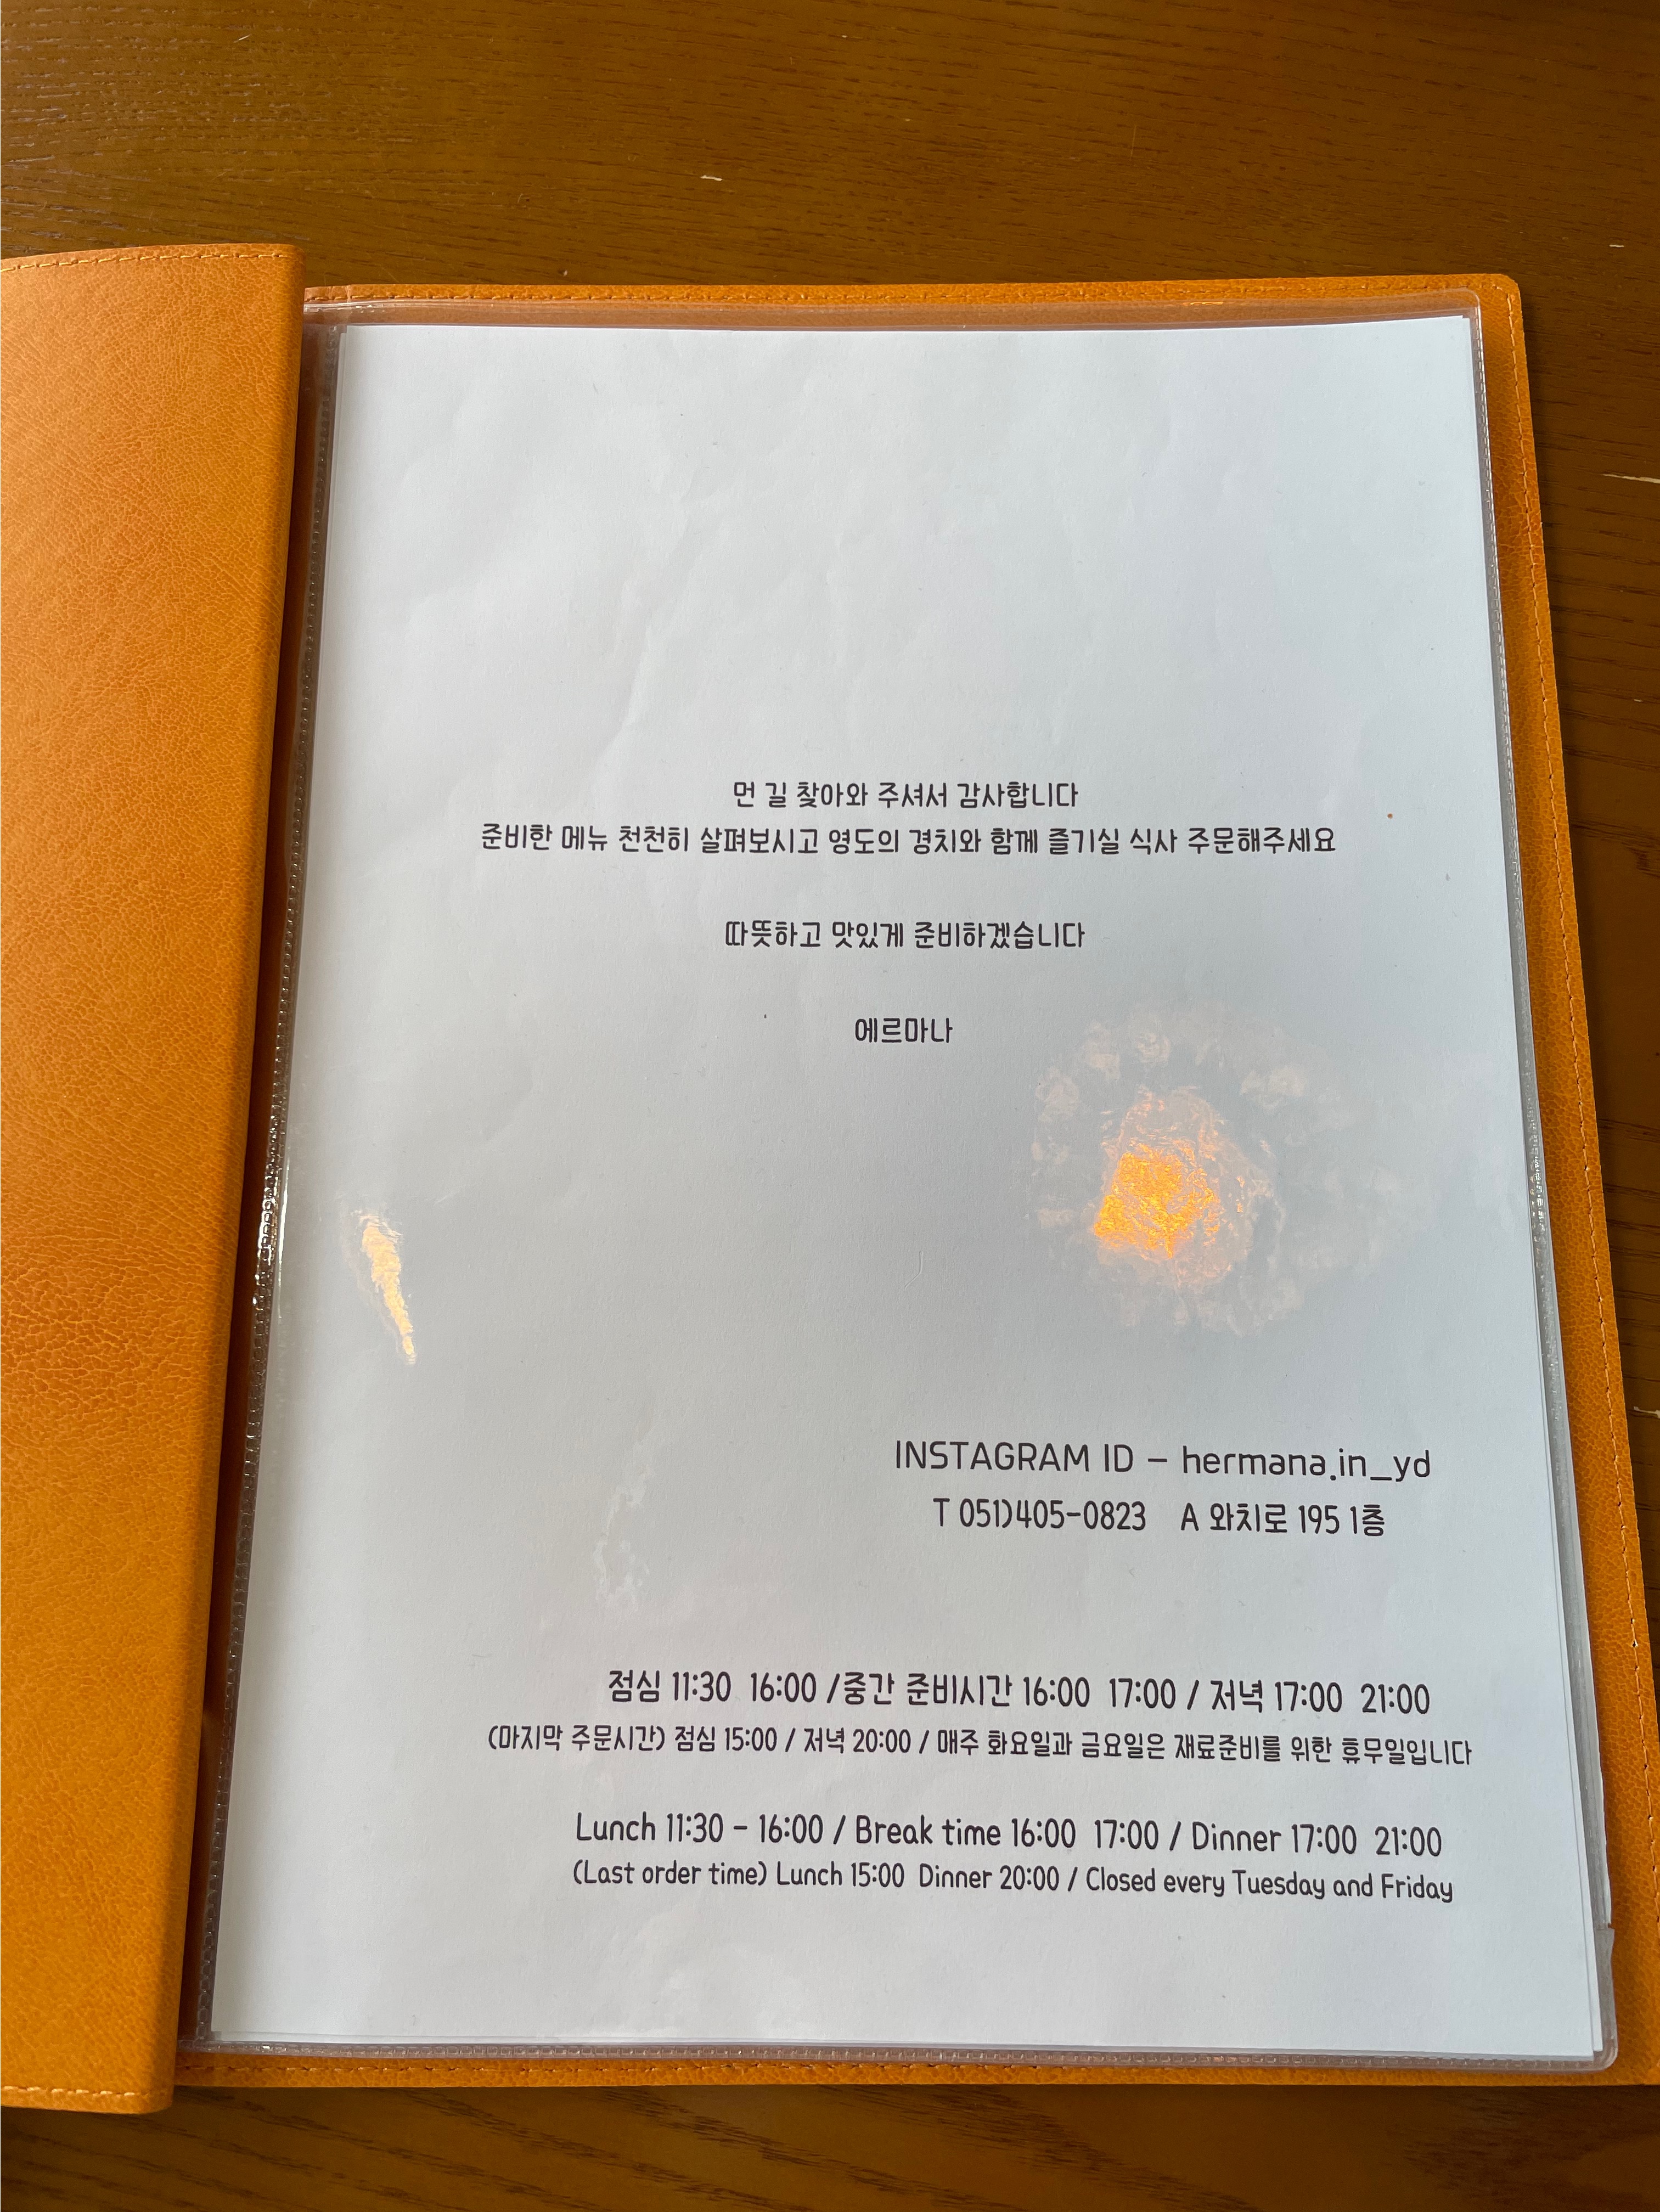 먼 길 찾아와 주셔서 감사합니다
준비한 메뉴 천천히 살펴보시고 영도의 경치와 함께 즐기실 식사 주문해주세요
따뜻하고 맛있게 준비하겠습니다
에르마나
INSTAGRAM ID – hermana.in_yd
T 051)405-0823 A 와치로 195 1층
점심 11:30 16:00 /중간 준비시간 16:00 17:00 / 저녁 17:00 21:00
(마지막 주문시간) 점심 15:00 / 저녁 20:00 / 매주 화요일과 금요일은 재료준비를 위한 휴무일입니다
Lunch 11:30 - 16:00 / Break time 16:00 17:00 / Dinner 17:00 21:00
(Last order time) Lunch 15:00 Dinner 20:00 / Closed every Tuesday and Friday